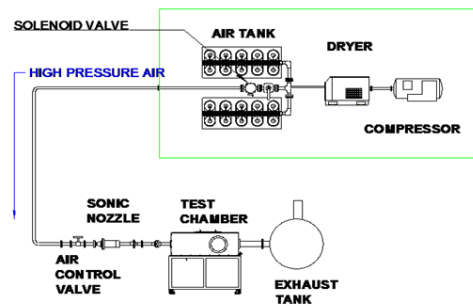 SOLENOID VALVE
AIR TANK
DRYER
HIGH PRESSURE AIR
COMPRESSOR
SONIC
NOZZLE
TEST
CHAMBER
AIR
CONTROL
VALVE
EXHAUST
TANK